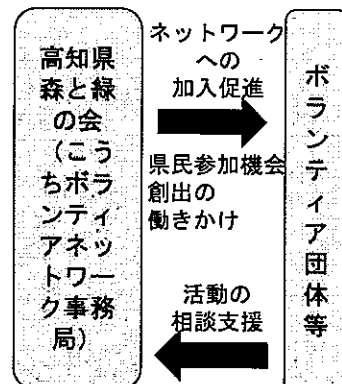 高知県
森と緑
の会
（こう
ちボラ
ンティ
アネッ
トワー
ク事務
局）
ネットワーク
への
加入促進
県民参加機会
創出の
働きかけ
活動の
相談支援
ボランティア団体等